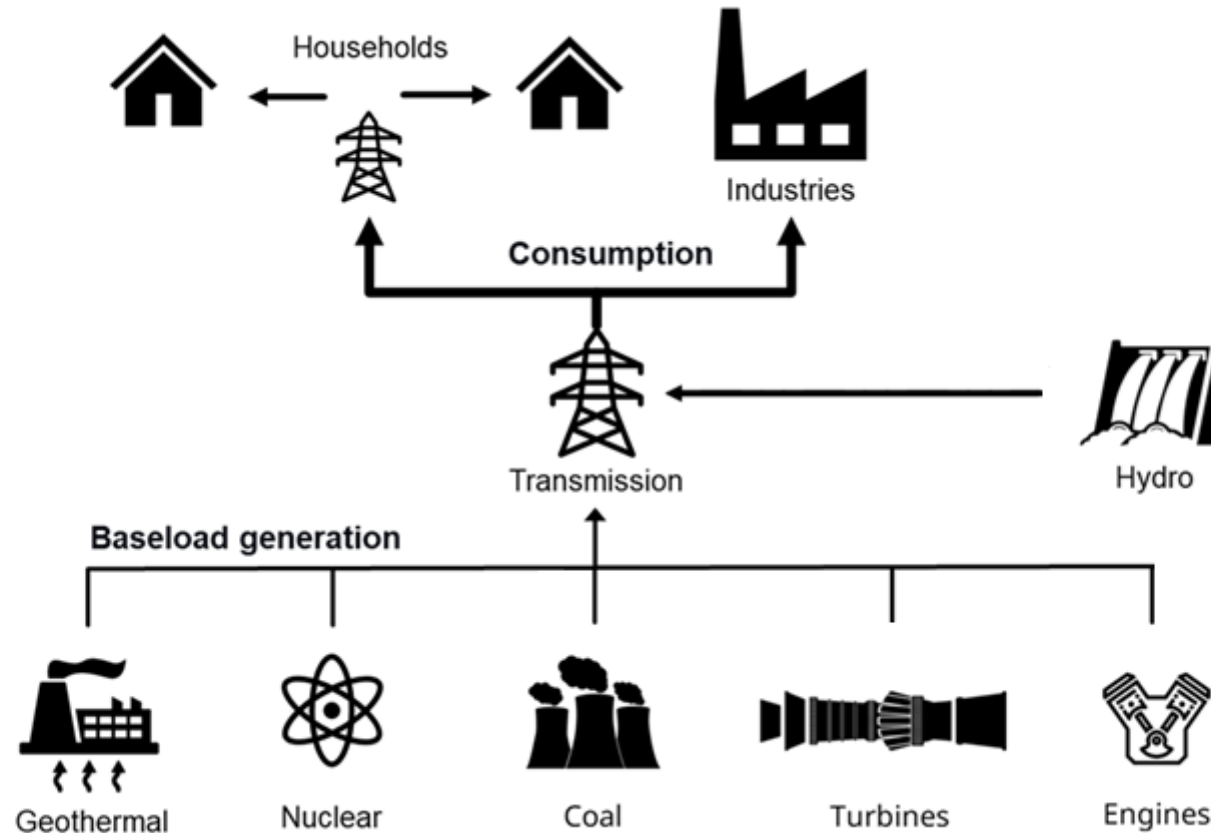 Households
Industries
Consumption
Transmission
Hydro
Baseload generation
Geothermal
Nuclear
Coal
Turbines
Engines